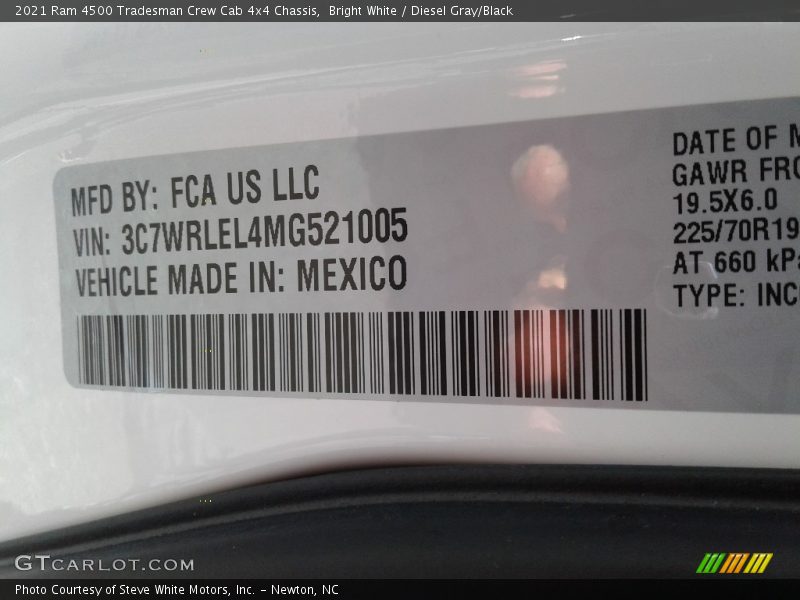 2021 Ram 4500 Tradesman Crew Cab 4x4 Chassis, Bright White / Diesel Gray/Black
MFD BY: FCA US LLC
VIN: 3C7WRLEL4MG521005
VEHICLE MADE IN: MEXICO
DATE OF M
GAWR FRO
19.5X6.0
225/70R19
AT 660 kPa
TYPE: INC
GTCARLOT.COM
Photo Courtesy of Steve White Motors, Inc. – Newton, NC